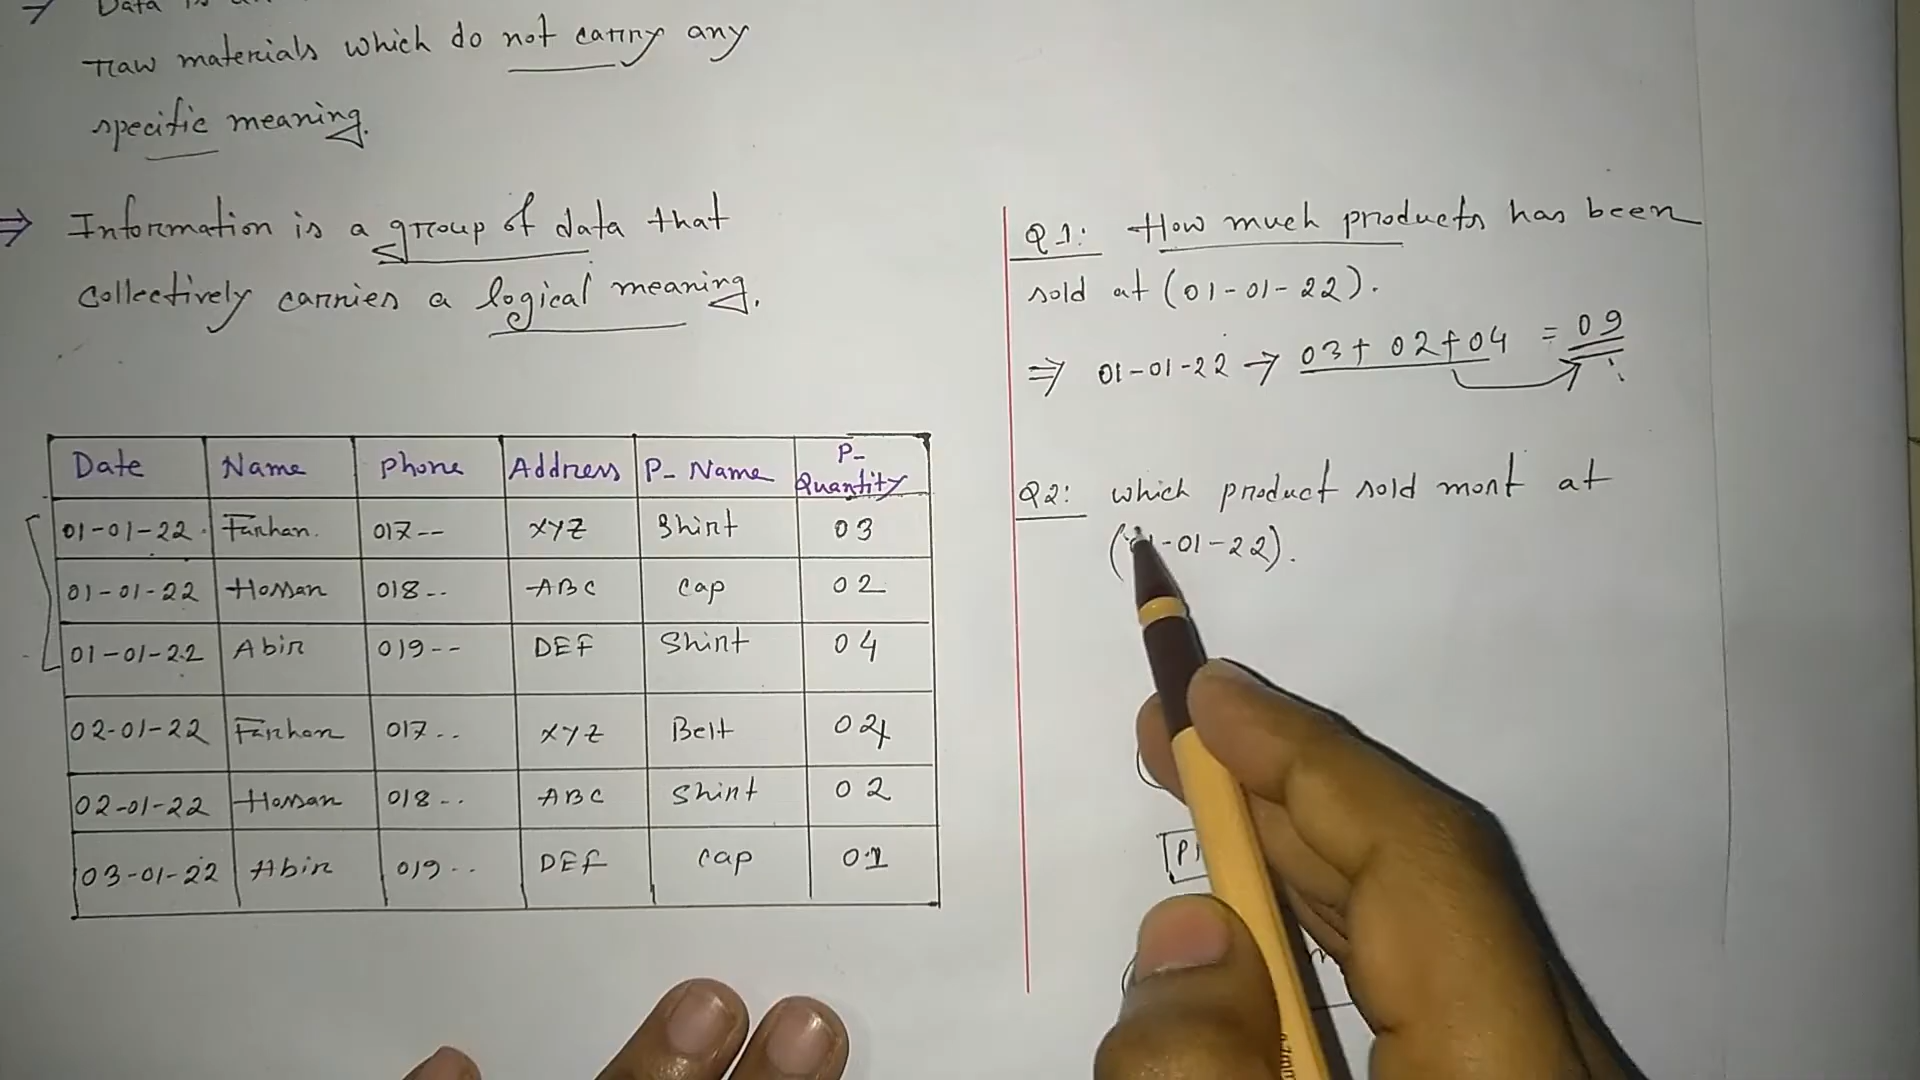 raw materials which do not carry any
specific meaning.
⇒ Information is a group of data that
collectively carries a logical meaning.
Date Name Phone Address P- Name P- Quantity
01-01-22 Farhan. 017-- XYZ Shirt 03
01-01-22 Hossan 018-- ABC Cap 02
01-01-22 Abir 019-- DEF Shirt 04
02-01-22 Farhan 017.. XYZ Belt 04
02-01-22 Hossan 018.. ABC Shirt 02
03-01-22 Abir 019.. DEF Cap 01
Q1: How much products has been
sold at (01-01-22).
⇒ 01-01-22 → 03+ 02+04 = 09
Q2: which product sold most at
(01-01-22).